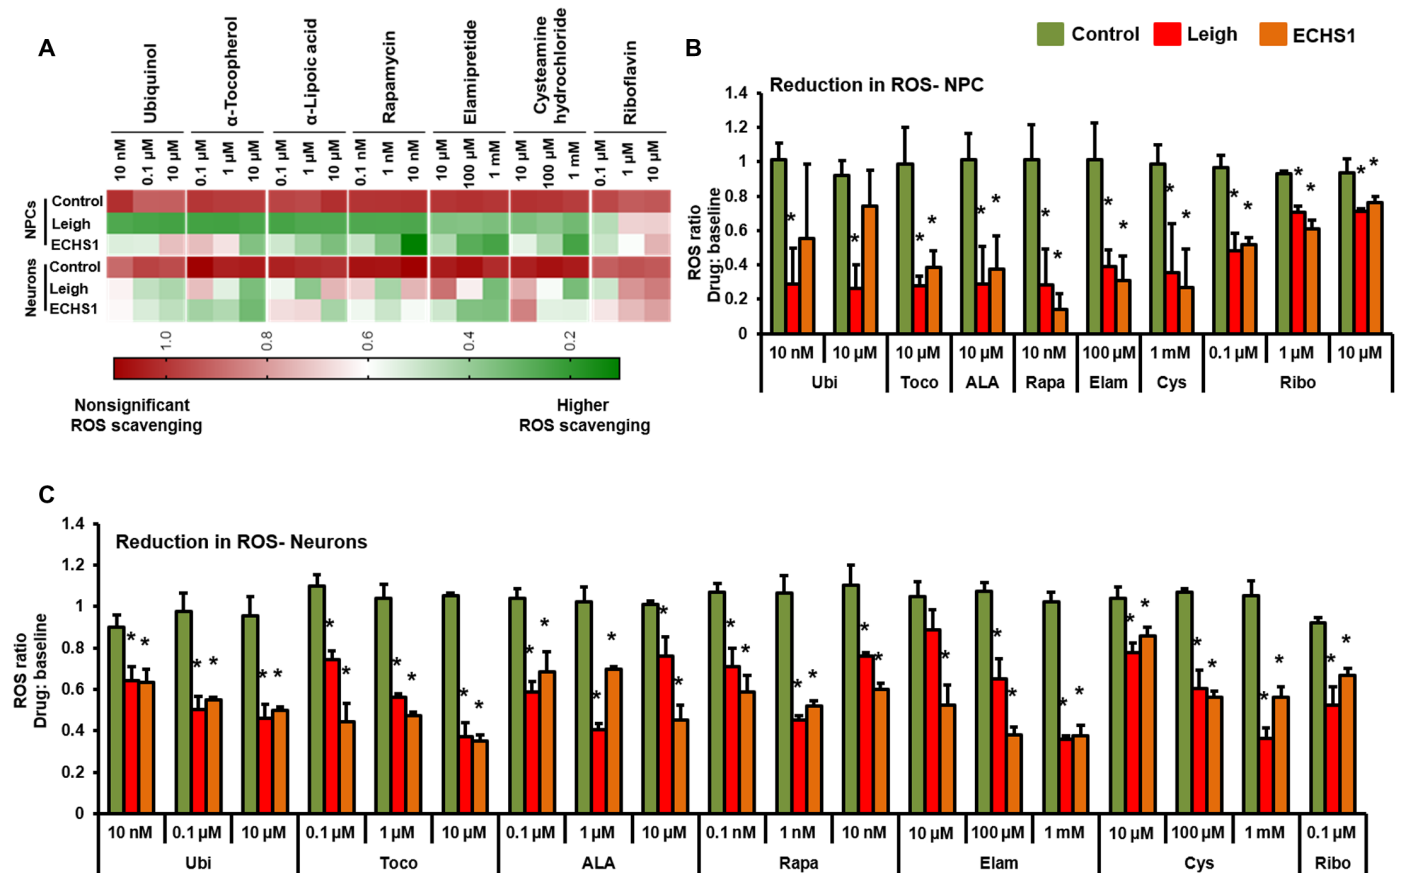 A
Ubiquinol
α-Tocopherol
α-Lipoic acid
Rapamycin
Elamipretide
Cysteamine
hydrochloride
Riboflavin
10 nM
0.1 µM
10 µM
0.1 µM
1 µM
10 µM
0.1 µM
1 µM
10 µM
0.1 nM
1 nM
10 nM
10 µM
100 µM
1 mM
10 µM
100 µM
1 mM
0.1 µM
1 µM
10 µM
NPCs
Control
Leigh
ECHS1
Neurons
Control
Leigh
ECHS1
1.0 0.8 0.6 0.4 0.2
Nonsignificant
ROS scavenging
Higher
ROS scavenging
Control Leigh ECHS1
B
Reduction in ROS- NPC
ROS ratio
Drug: baseline
1.4
1.2
1
0.8
0.6
0.4
0.2
0
* * * * * * * * * * * * * * * * * *
10 nM 10 µM 10 µM 10 µM 10 nM 100 µM 1 mM 0.1 µM 1 µM 10 µM
Ubi Toco ALA Rapa Elam Cys Ribo
C
Reduction in ROS- Neurons
ROS ratio
Drug: baseline
1.4
1.2
1
0.8
0.6
0.4
0.2
0
* * * * * * * * * * * * * * * * * * * * * * * * * * * * * * * * * * * *
10 nM 0.1 µM 10 µM 0.1 µM 1 µM 10 µM 0.1 µM 1 µM 10 µM 0.1 nM 1 nM 10 nM 10 µM 100 µM 1 mM 10 µM 100 µM 1 mM 0.1 µM
Ubi Toco ALA Rapa Elam Cys Ribo